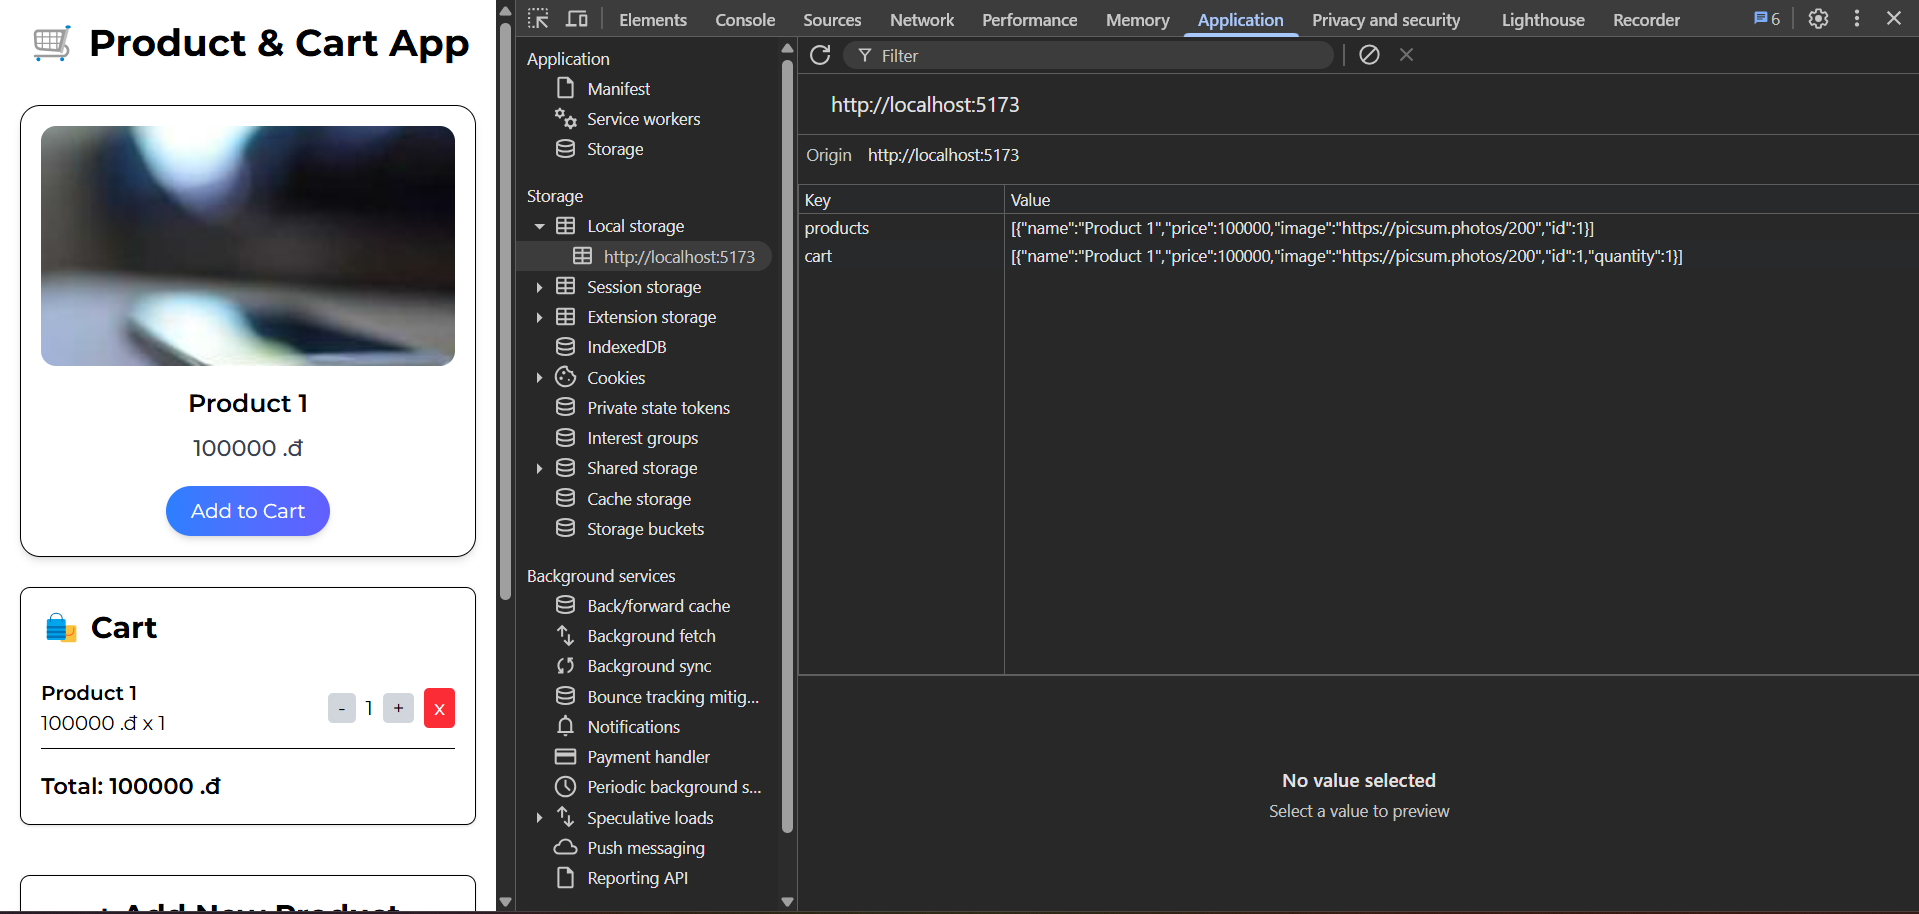 Product & Cart App
Product 1
100000 .đ
Add to Cart
Cart
Product 1
100000 .đ x 1
- 1 + x
Total: 100000 .đ
+ Add New Product
Elements Console Sources Network Performance Memory Application Privacy and security Lighthouse Recorder 6
Application
Manifest
Service workers
Storage
Storage
Local storage
http://localhost:5173
Session storage
Extension storage
IndexedDB
Cookies
Private state tokens
Interest groups
Shared storage
Cache storage
Storage buckets
Background services
Back/forward cache
Background fetch
Background sync
Bounce tracking mitig...
Notifications
Payment handler
Periodic background s...
Speculative loads
Push messaging
Reporting API
Filter
http://localhost:5173
Origin http://localhost:5173
Key Value
products [{"name":"Product 1","price":100000,"image":"https://picsum.photos/200","id":1}]
cart [{"name":"Product 1","price":100000,"image":"https://picsum.photos/200","id":1,"quantity":1}]
No value selected
Select a value to preview